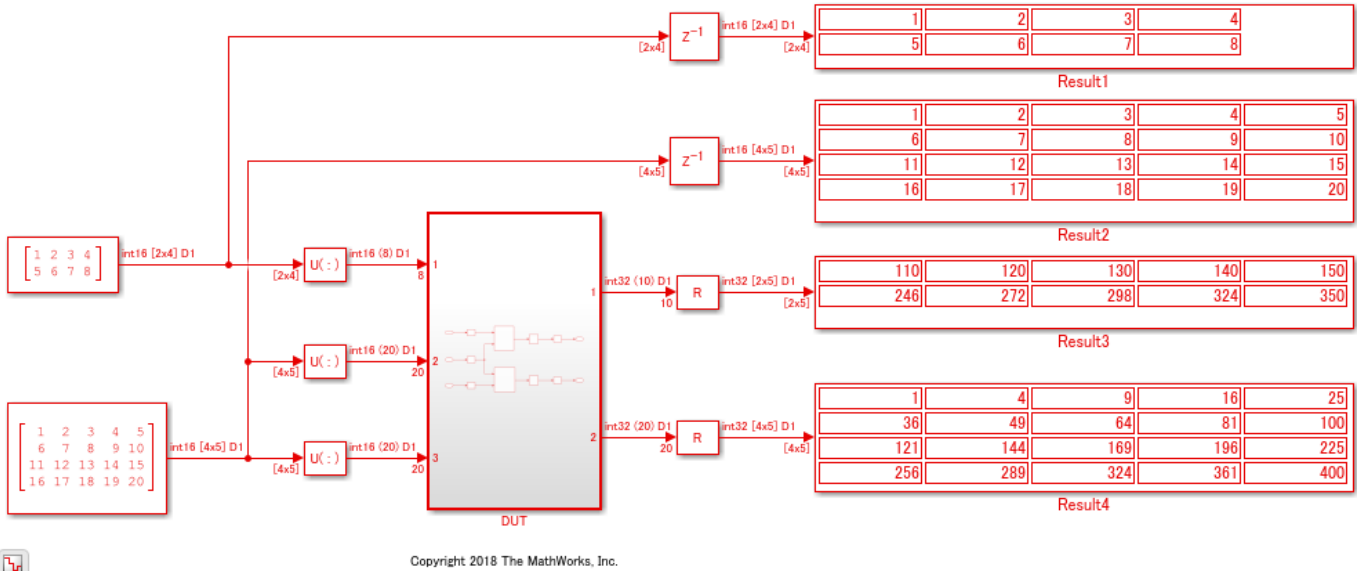 Z⁻¹
int16 [2x4] D1
[2x4]
[2x4]
1 2 3 4
5 6 7 8
Result1
Z⁻¹
int16 [4x5] D1
[4x5]
[4x5]
1 2 3 4 5
6 7 8 9 10
11 12 13 14 15
16 17 18 19 20
Result2
1 2 3 4
5 6 7 8
int16 [2x4] D1
[2x4]
U( : )
int16 (8) D1
8
1
1
int32 (10) D1
10
R
int32 [2x5] D1
[2x5]
110 120 130 140 150
246 272 298 324 350
Result3
[4x5]
U( : )
int16 (20) D1
20
2
1 2 3 4 5
6 7 8 9 10
11 12 13 14 15
16 17 18 19 20
int16 [4x5] D1
[4x5]
U( : )
int16 (20) D1
20
3
2
int32 (20) D1
20
R
int32 [4x5] D1
[4x5]
1 4 9 16 25
36 49 64 81 100
121 144 169 196 225
256 289 324 361 400
Result4
DUT
Copyright 2018 The MathWorks, Inc.